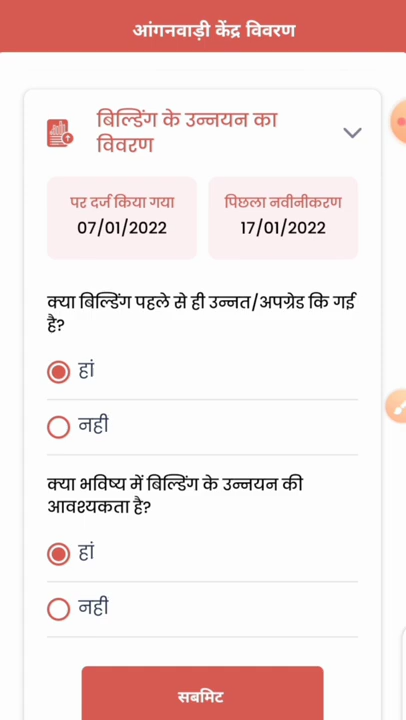 आंगनवाड़ी केंद्र विवरण
बिल्डिंग के उन्नयन का
विवरण
पर दर्ज किया गया
07/01/2022
पिछला नवीनीकरण
17/01/2022
क्या बिल्डिंग पहले से ही उन्नत/अपग्रेड कि गई
है?
हां
नही
क्या भविष्य में बिल्डिंग के उन्नयन की
आवश्यकता है?
हां
नही
सबमिट